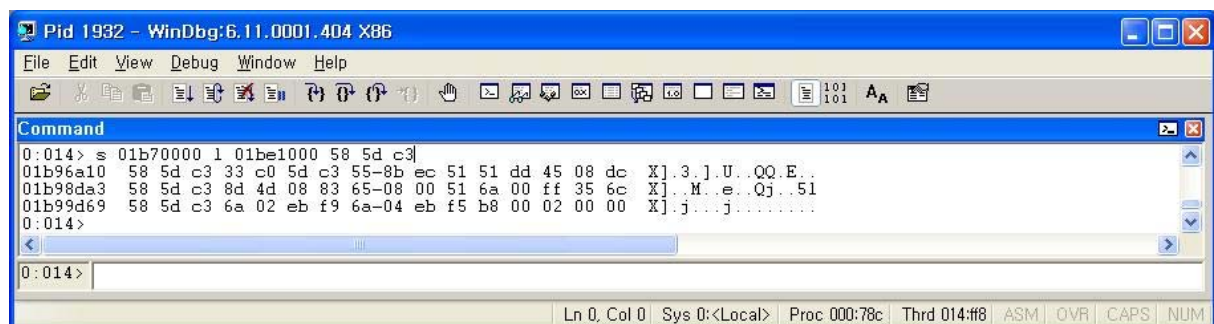 Pid 1932 - WinDbg:6.11.0001.404 X86
File Edit View Debug Window Help
Command
0:014> s 01b70000 l 01be1000 58 5d c3
01b96a10 58 5d c3 33 c0 5d c3 55-8b ec 51 51 dd 45 08 dc X].3.].U..QQ.E..
01b98da3 58 5d c3 8d 4d 08 83 65-08 00 51 6a 00 ff 35 6c X]..M..e..Qj..5l
01b99d69 58 5d c3 6a 02 eb f9 6a-04 eb f5 b8 00 02 00 00 X].j...j........
0:014>
0:014>
Ln 0, Col 0 Sys 0:<Local> Proc 000:78c Thrd 014:ff8 ASM OVR CAPS NUM